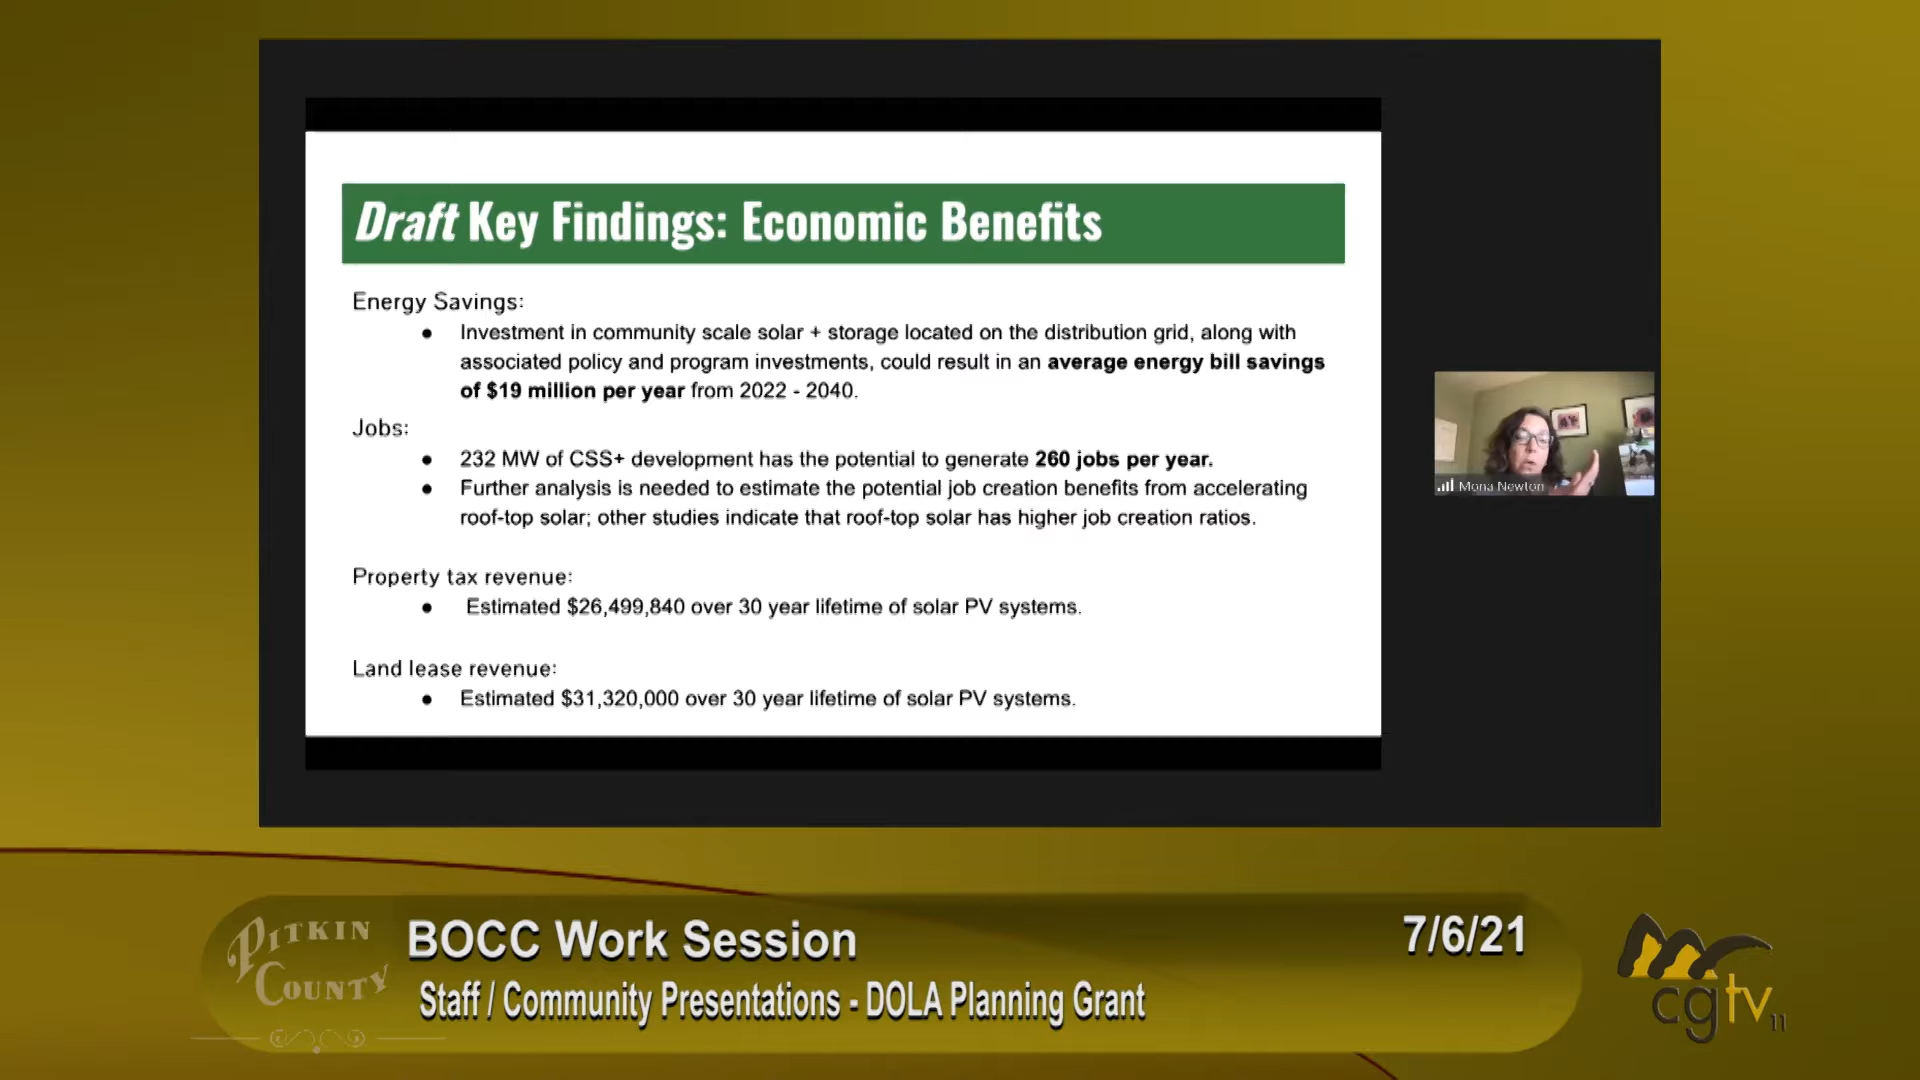 Draft Key Findings: Economic Benefits
Energy Savings:
● Investment in community scale solar + storage located on the distribution grid, along with
associated policy and program investments, could result in an average energy bill savings
of $19 million per year from 2022 - 2040.
Jobs:
● 232 MW of CSS+ development has the potential to generate 260 jobs per year.
● Further analysis is needed to estimate the potential job creation benefits from accelerating
roof-top solar; other studies indicate that roof-top solar has higher job creation ratios.
Property tax revenue:
● Estimated $26,499,840 over 30 year lifetime of solar PV systems.
Land lease revenue:
● Estimated $31,320,000 over 30 year lifetime of solar PV systems.
Mona Newton
PITKIN
COUNTY
BOCC Work Session
7/6/21
Staff / Community Presentations - DOLA Planning Grant
cgtv11